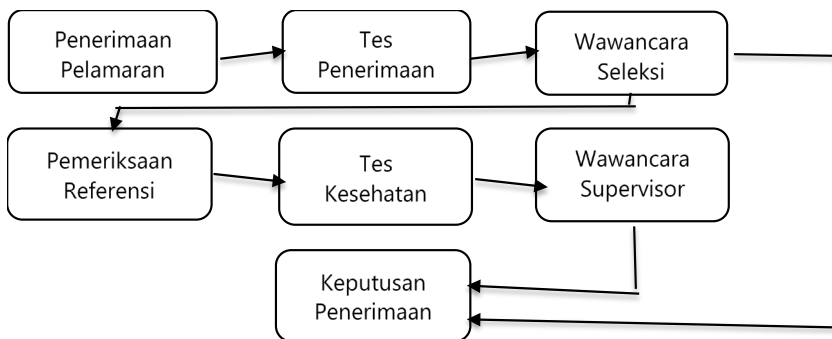 Penerimaan
Pelamaran
Tes
Penerimaan
Wawancara
Seleksi
Pemeriksaan
Referensi
Tes
Kesehatan
Wawancara
Supervisor
Keputusan
Penerimaan